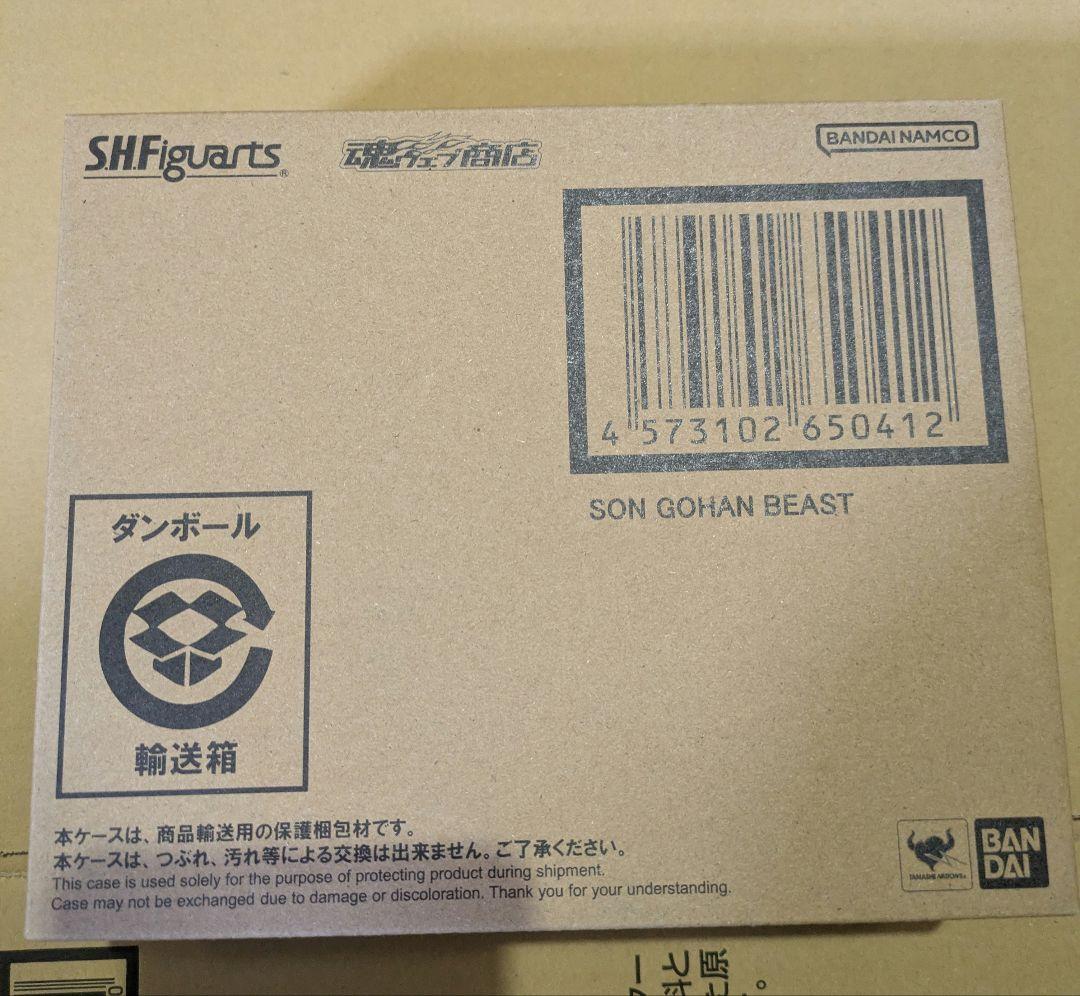 S.H.Figuarts®
魂ウェブ商店
BANDAI NAMCO
4 573102 650412
SON GOHAN BEAST
ダンボール
輸送箱
本ケースは、商品輸送用の保護梱包材です。
本ケースは、つぶれ、汚れ等による交換は出来ません。ご了承ください。
This case is used solely for the purpose of protecting product during shipment.
Case may not be exchanged due to damage or discoloration. Thank you for your understanding.
TAMASHII NATIONS
BAN
DAI